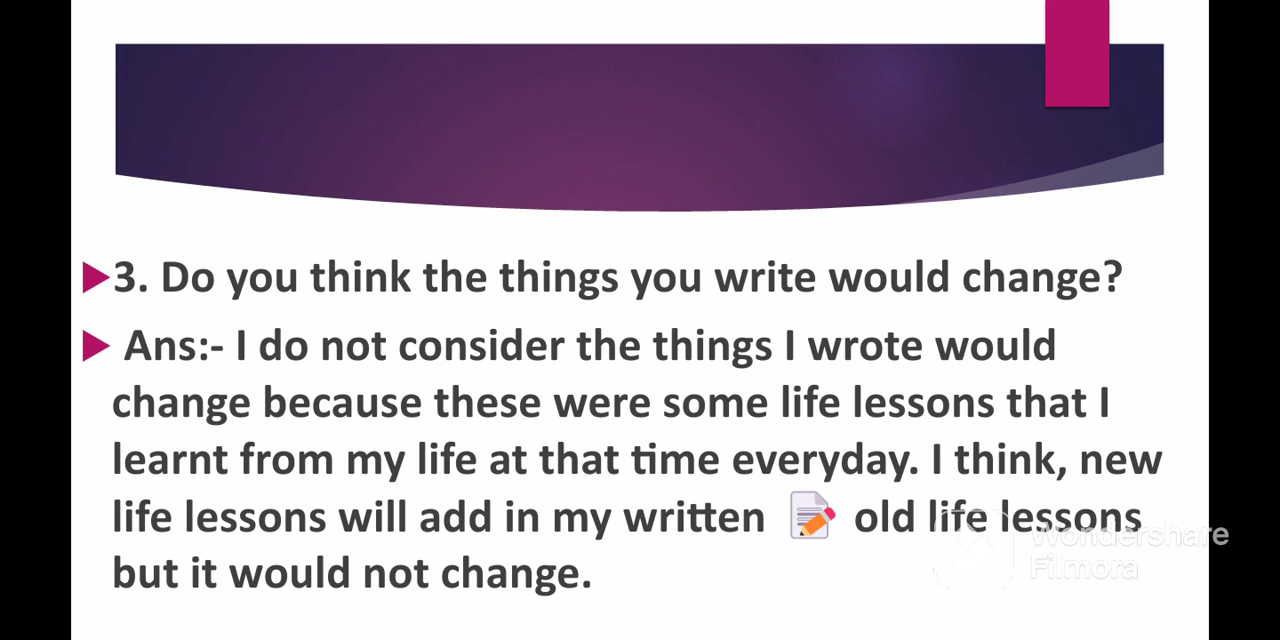 3. Do you think the things you write would change?
Ans:- I do not consider the things I wrote would
change because these were some life lessons that I
learnt from my life at that time everyday. I think, new
life lessons will add in my written 📝 old life lessons
but it would not change.
Wondershare
Filmora